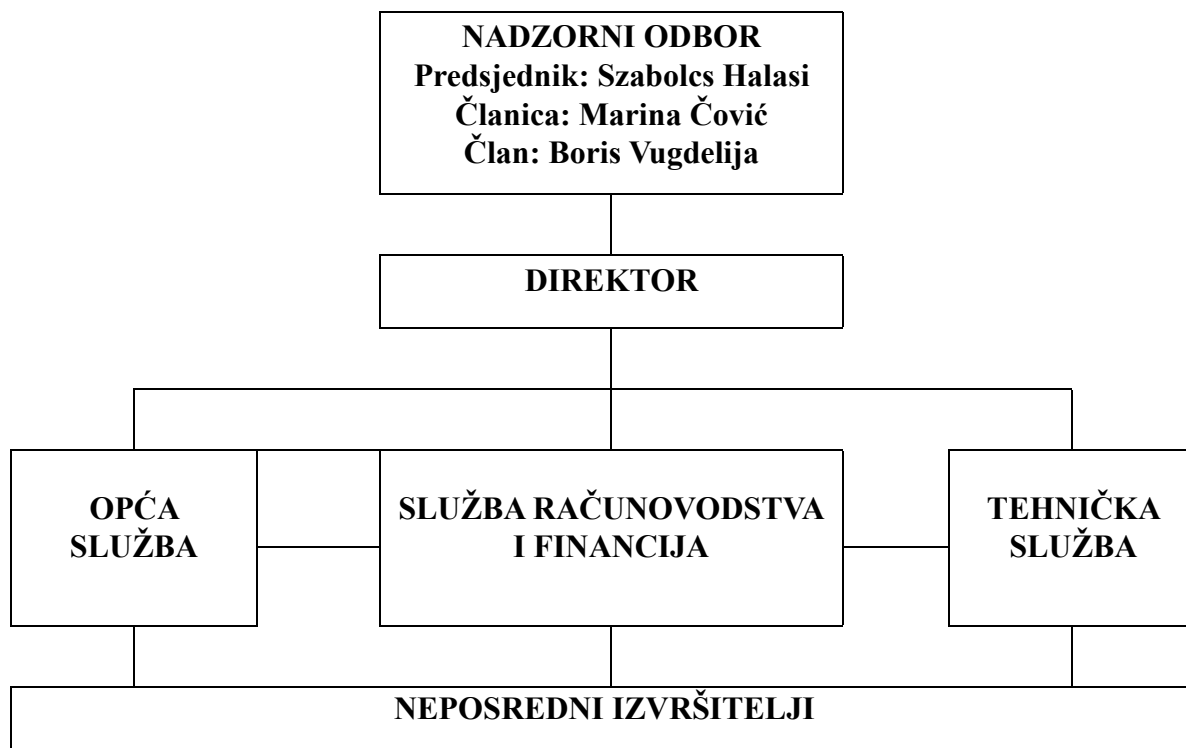 NADZORNI ODBOR
Predsjednik: Szabolcs Halasi
Članica: Marina Čović
Član: Boris Vugdelija
DIREKTOR
OPĆA
SLUŽBA
SLUŽBA RAČUNOVODSTVA
I FINANCIJA
TEHNIČKA
SLUŽBA
NEPOSREDNI IZVRŠITELJI